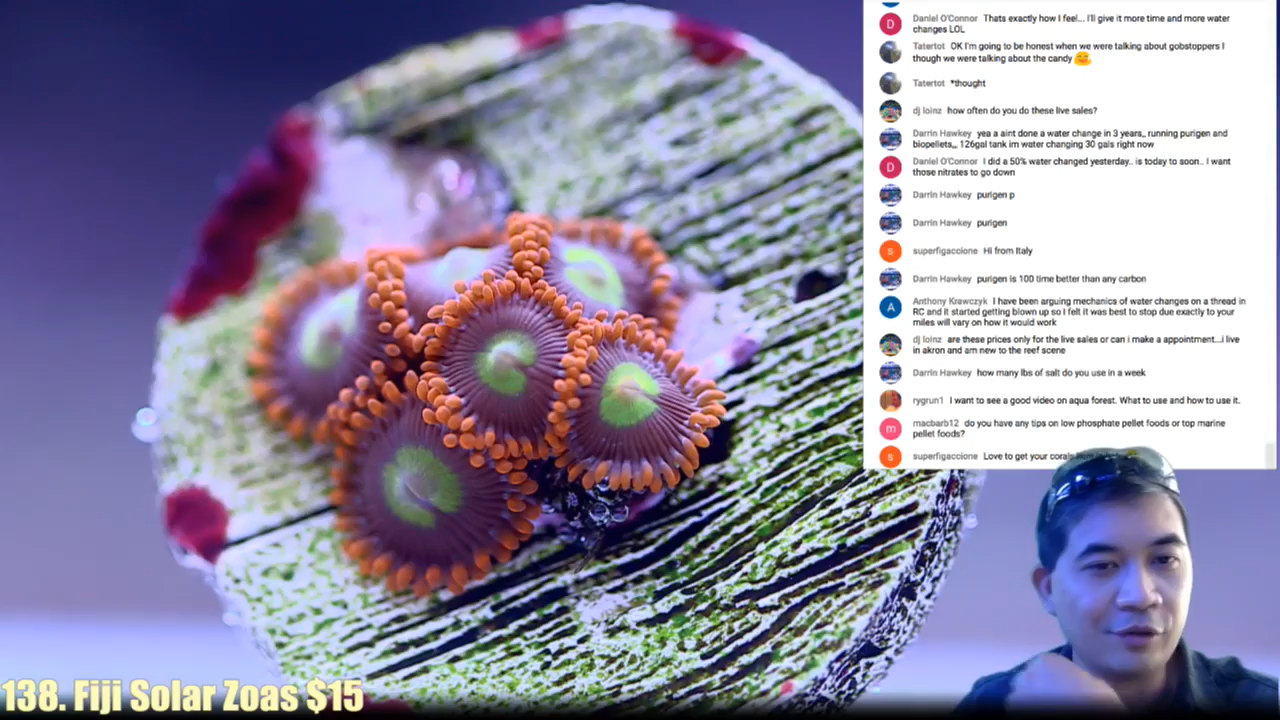 Daniel O'Connor Thats exactly how I feel... I'll give it more time and more water
changes LOL
Tatertot OK I'm going to be honest when we were talking about gobstoppers I
though we were talking about the candy
Tatertot *thought
dj loinz how often do you do these live sales?
Darrin Hawkey yea a aint done a water change in 3 years,, running purigen and
biopellets,, 126gal tank im water changing 30 gals right now
D
Daniel O'Connor I did a 50% water changed yesterday.. is today to soon.. I want
those nitrates to go down
D
Darrin Hawkey purigen p
Darrin Hawkey purigen
s
superfigaccione Hi from Italy
Darrin Hawkey purigen is 100 time better than any carbon
A
Anthony Krawczyk I have been arguing mechanics of water changes on a thread in
RC and it started getting blown up so I felt it was best to stop due exactly to your
miles will vary on how it would work
dj loinz are these prices only for the live sales or can i make a appointment...i live
in akron and am new to the reef scene
Darrin Hawkey how many lbs of salt do you use in a week
rygrun1 I want to see a good video on aqua forest. What to use and how to use it.
m
macbarb12 do you have any tips on low phosphate pellet foods or top marine
pellet foods?
s
superfigaccione Love to get your corals
138. Fiji Solar Zoas $15